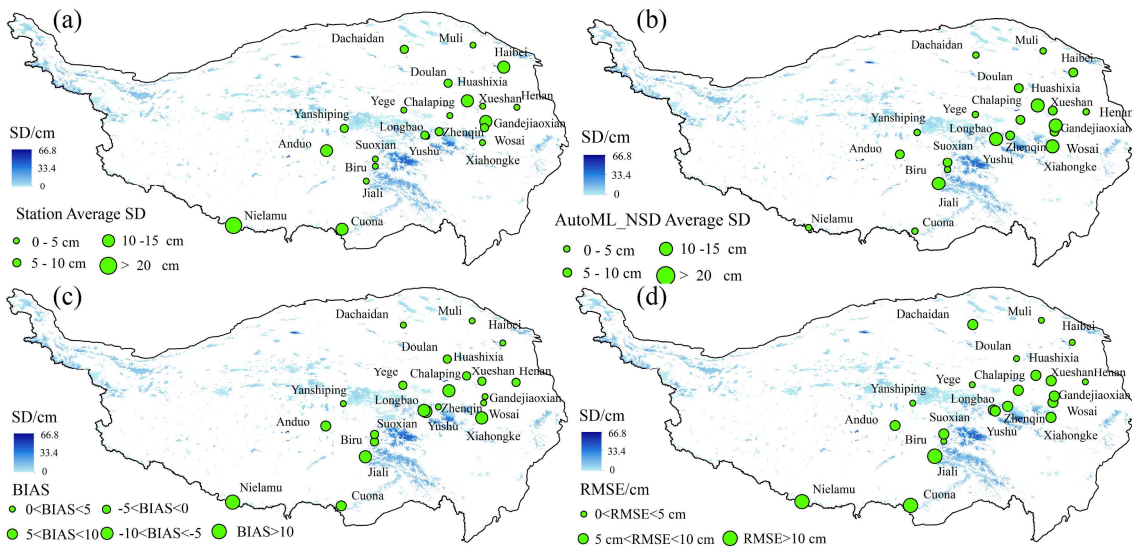 (a)
Dachaidan
Muli
Haibei
Doulan
Huashixia
Yege
Chalaping
Xueshan
Henan
Yanshiping
Longbao
Zhenqin
Gandejiaoxian
Anduo
Suoxian
Yushu
Wosai
Biru
Xiahongke
Jiali
Nielamu
Cuona
SD/cm
66.8
33.4
0
Station Average SD
0 - 5 cm
10 -15 cm
5 - 10 cm
> 20 cm
(b)
Dachaidan
Muli
Haibei
Doulan
Huashixia
Yege
Chalaping
Xueshan
Henan
Yanshiping
Longbao
Gandejiaoxian
Zhenqin
Anduo
Suoxian
Yushu
Wosai
Biru
Xiahongke
Jiali
Nielamu
Cuona
SD/cm
66.8
33.4
0
AutoML_NSD Average SD
0 - 5 cm
10 -15 cm
5 - 10 cm
> 20 cm
(c)
Dachaidan
Muli
Haibei
Doulan
Huashixia
Yege
Chalaping
Xueshan
Henan
Yanshiping
Longbao
Gandejiaoxian
Zhenqin
Anduo
Suoxian
Yushu
Wosai
Biru
Xiahongke
Jiali
Nielamu
Cuona
SD/cm
66.8
33.4
0
BIAS
0<BIAS<5
-5<BIAS<0
5<BIAS<10
-10<BIAS<-5
BIAS>10
(d)
Dachaidan
Muli
Haibei
Doulan
Huashixia
Yege
Chalaping
XueshanHenan
Yanshiping
Longbao
Gandejiaoxian
Zhenqin
Anduo
Suoxian
Yushu
Wosai
Biru
Xiahongke
Jiali
Nielamu
Cuona
SD/cm
66.8
33.4
0
RMSE/cm
0<RMSE<5 cm
5 cm<RMSE<10 cm
RMSE>10 cm